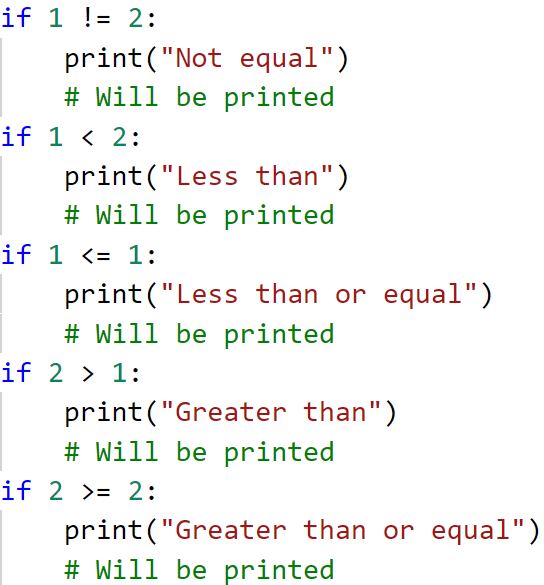 if 1 != 2:
    print("Not equal")
    # Will be printed
if 1 < 2:
    print("Less than")
    # Will be printed
if 1 <= 1:
    print("Less than or equal")
    # Will be printed
if 2 > 1:
    print("Greater than")
    # Will be printed
if 2 >= 2:
    print("Greater than or equal")
    # Will be printed